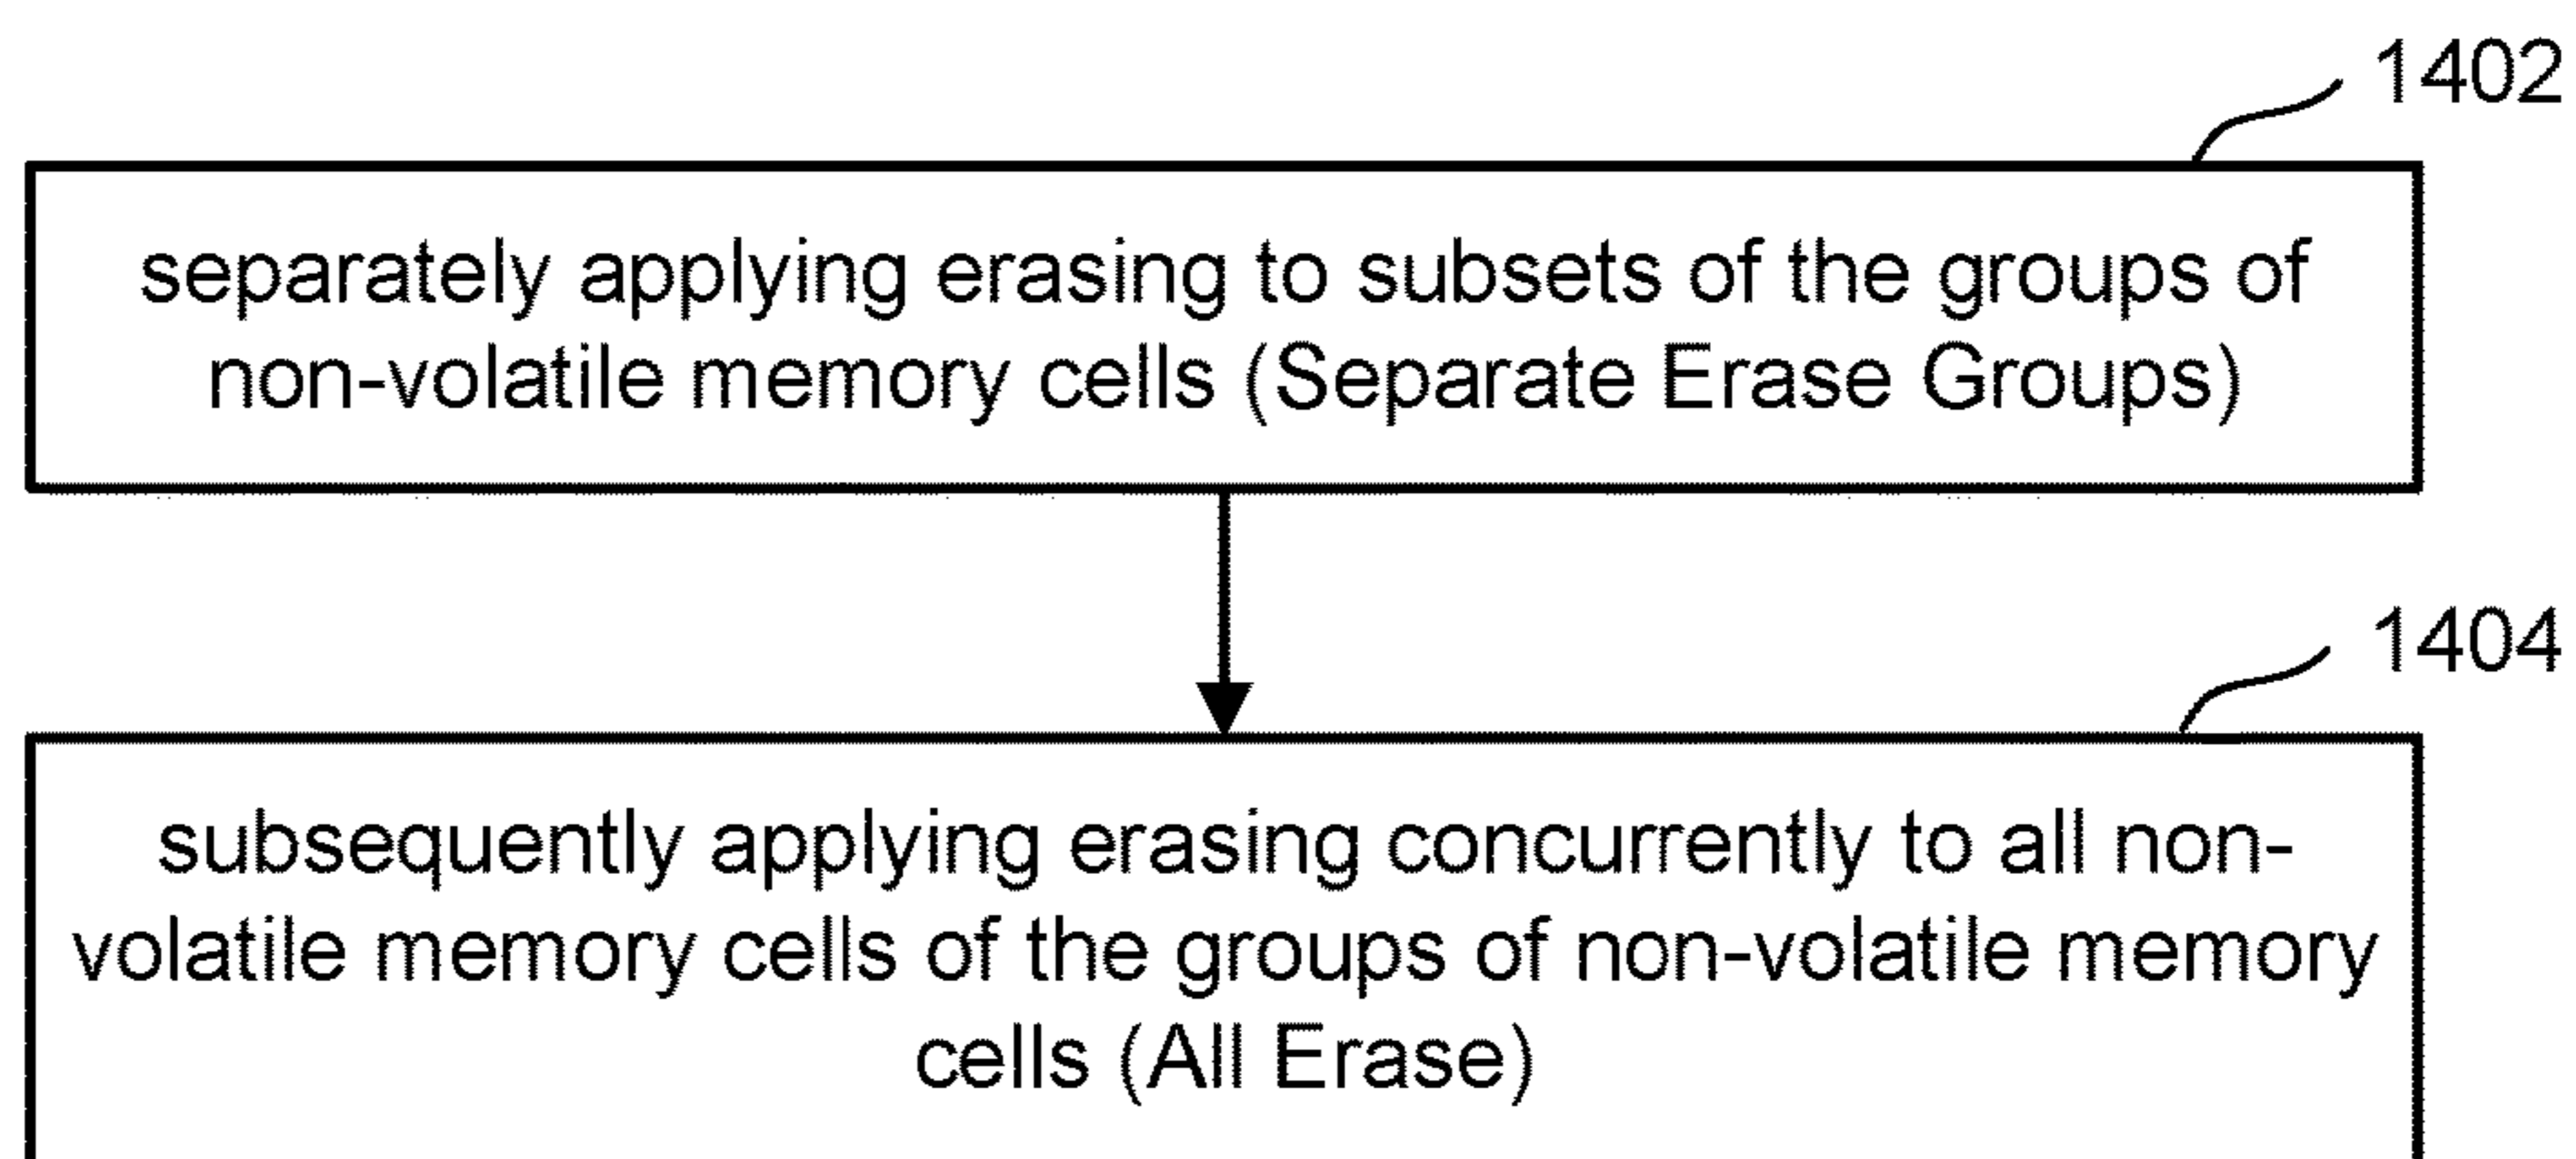 1402
separately applying erasing to subsets of the groups of
non-volatile memory cells (Separate Erase Groups)
1404
subsequently applying erasing concurrently to all non-
volatile memory cells of the groups of non-volatile memory
cells (All Erase)